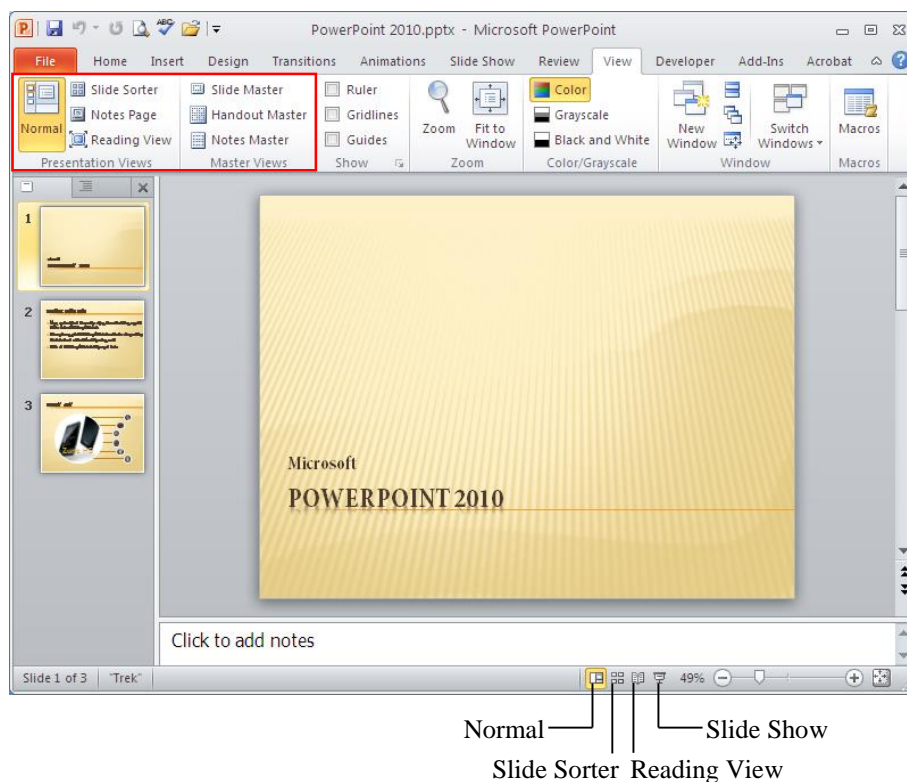 PowerPoint 2010.pptx - Microsoft PowerPoint
File Home Insert Design Transitions Animations Slide Show Review View Developer Add-Ins Acrobat
Normal
Slide Sorter
Notes Page
Reading View
Presentation Views
Slide Master
Handout Master
Notes Master
Master Views
Ruler
Gridlines
Guides
Show
Zoom
Fit to
Window
Zoom
Color
Grayscale
Black and White
Color/Grayscale
New
Window
Switch
Windows
Window
Macros
Macros
1
2
3
Microsoft
POWERPOINT 2010
Click to add notes
Slide 1 of 3 "Trek" 49%
Normal Slide Show
Slide Sorter Reading View